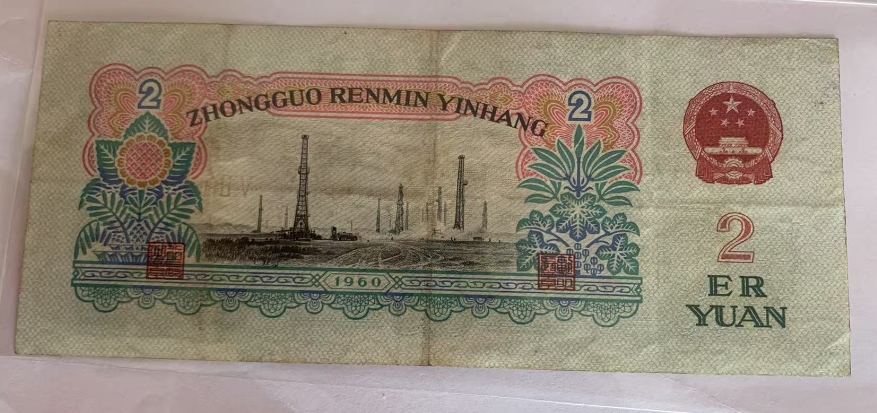 2 2
ZHONGGUO RENMIN YINHANG
1960
2
ER
YUAN